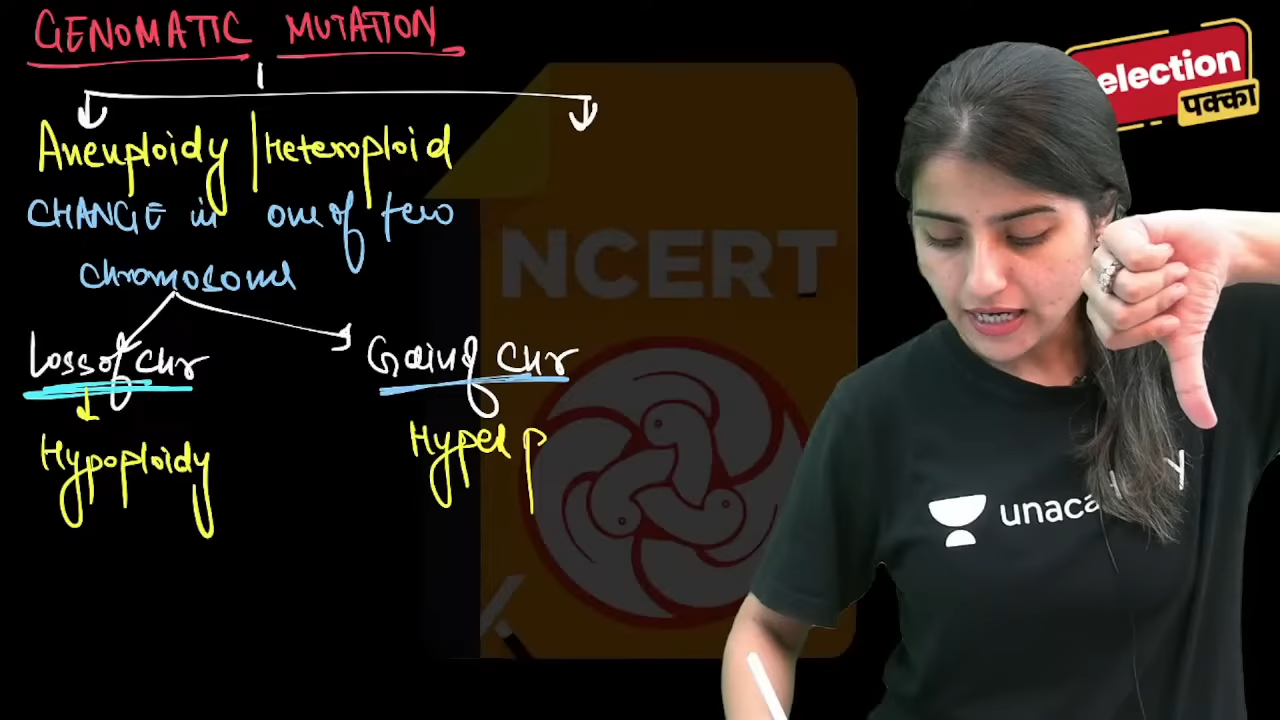 GENOMATIC MUTATION
Aneuploidy | Heteroploid
CHANGE in one of few
chromosome
Loss of Chr
Gain of Chr
Hypoploidy
Hyper p
NCERT
election
पक्का
unaca y